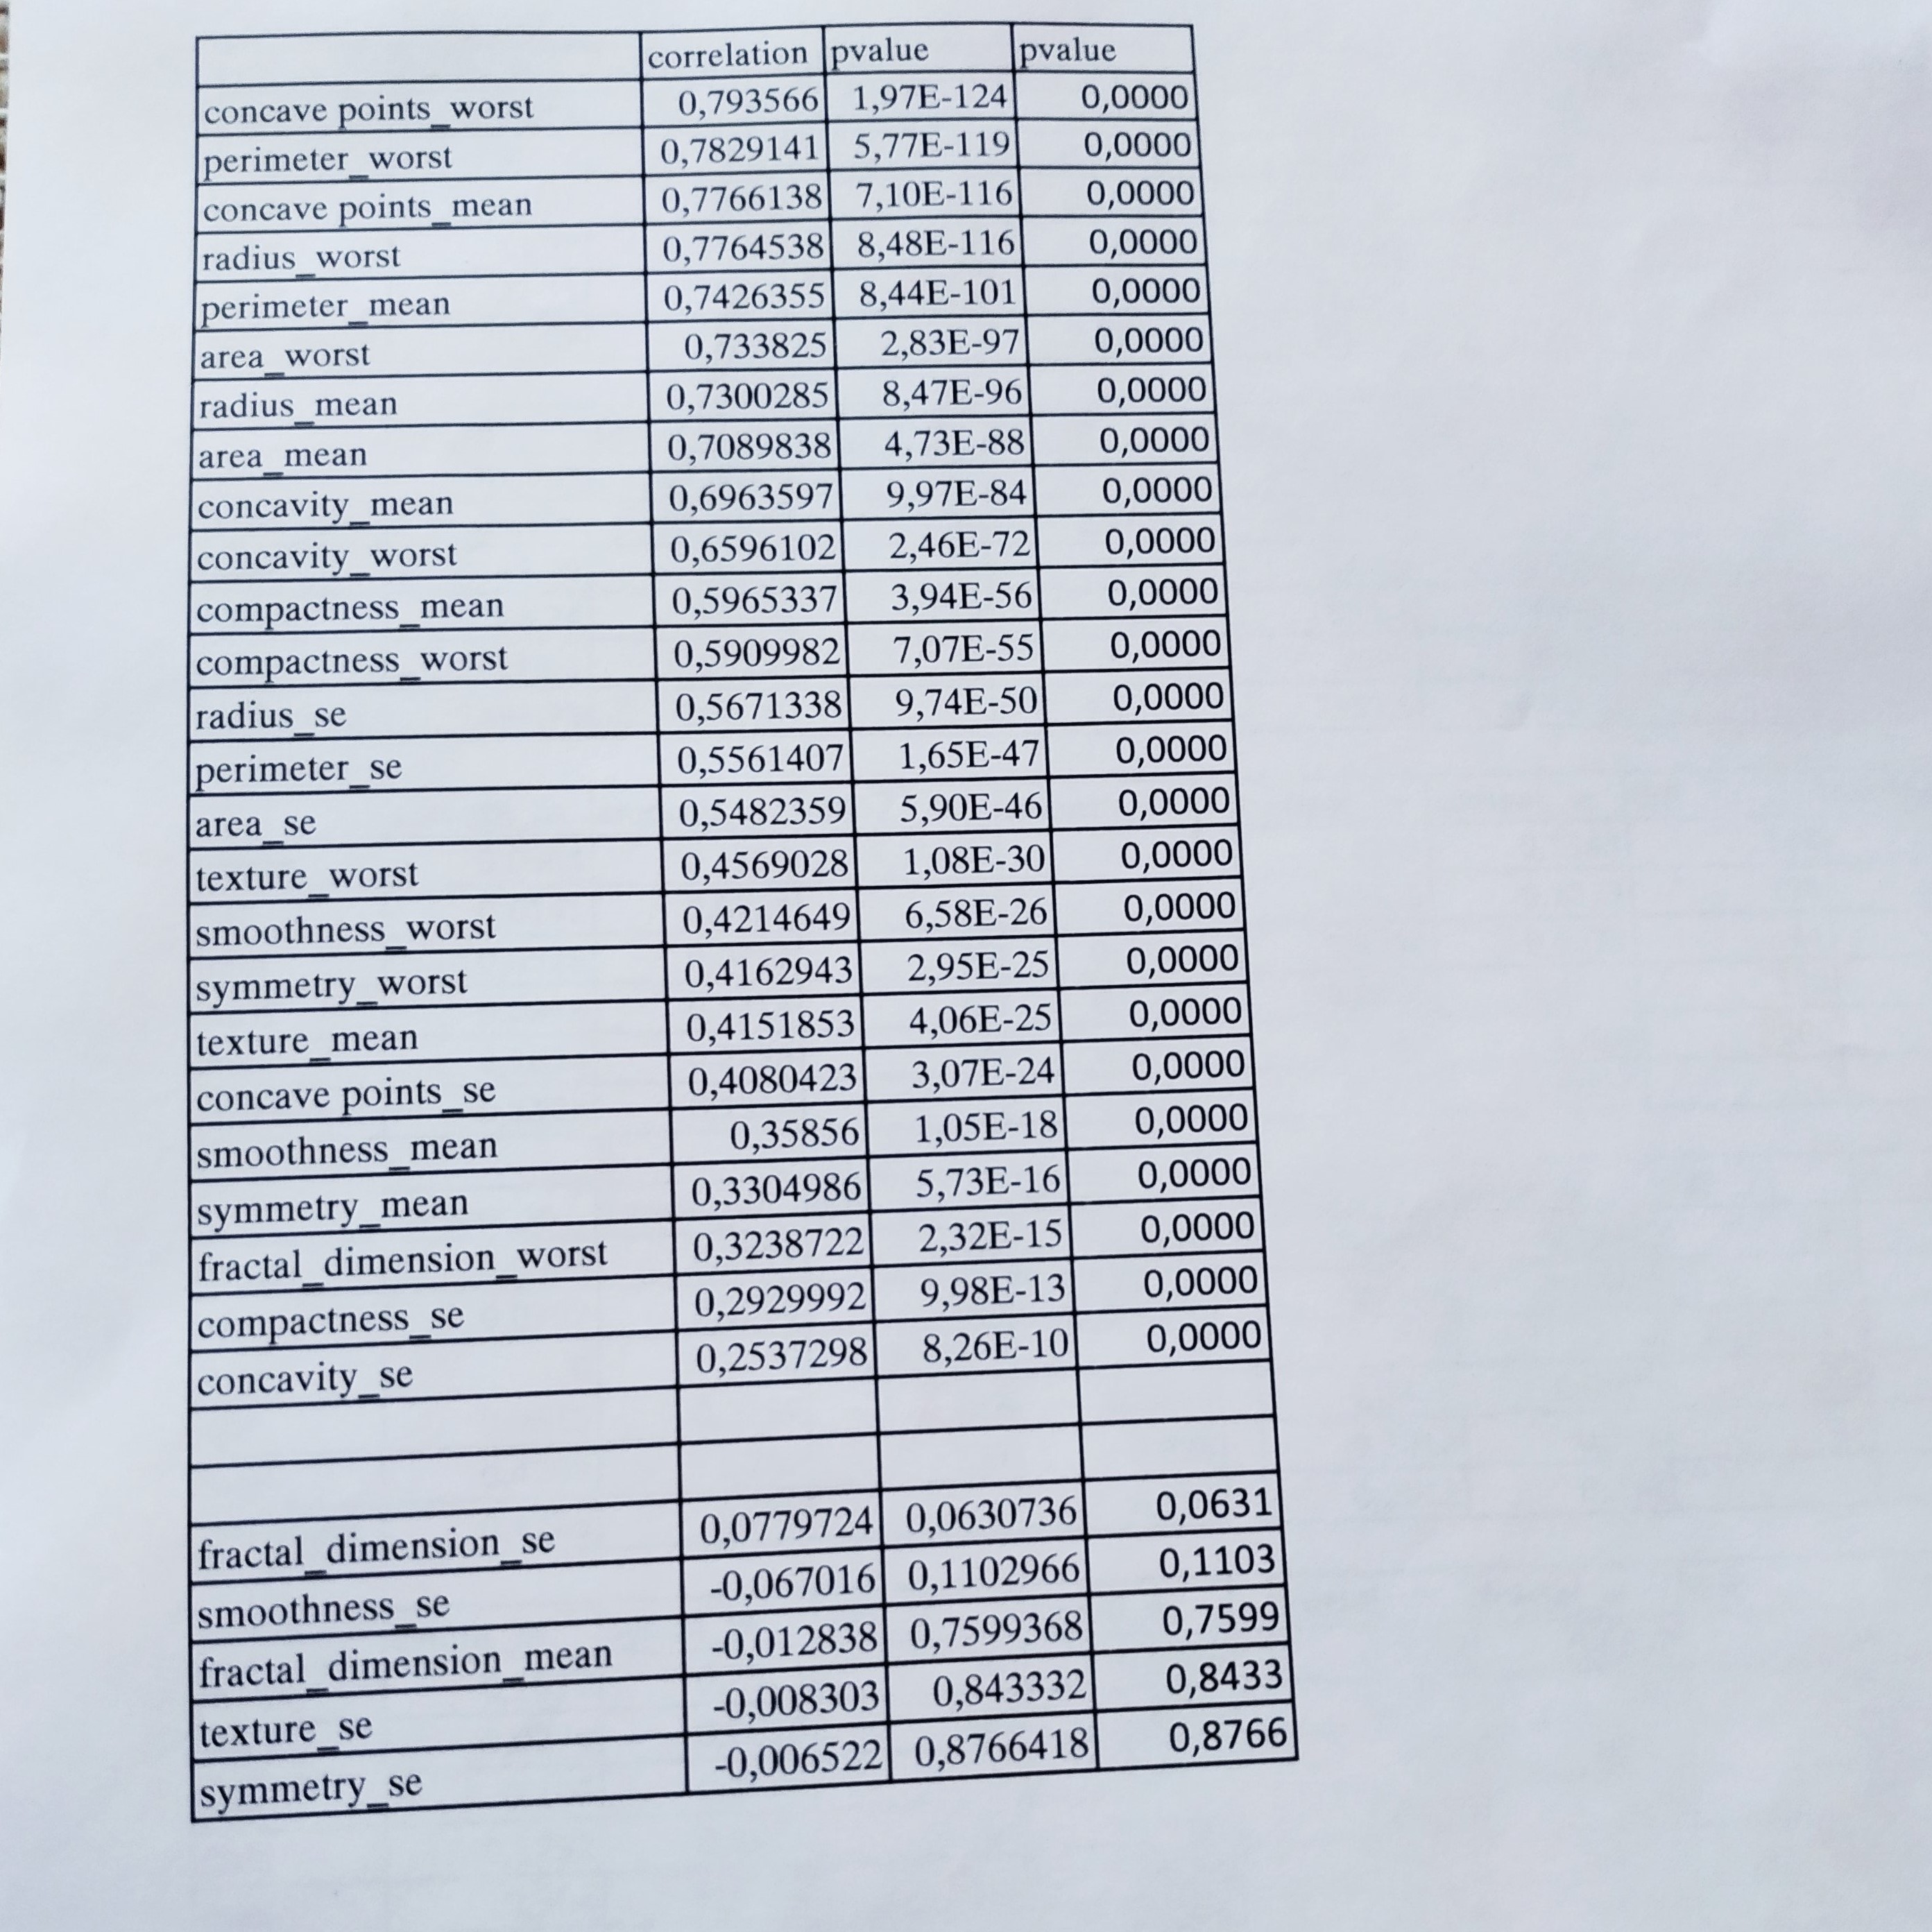 correlation pvalue pvalue
concave points_worst 0,793566 1,97E-124 0,0000
perimeter_worst 0,7829141 5,77E-119 0,0000
concave points_mean 0,7766138 7,10E-116 0,0000
radius_worst 0,7764538 8,48E-116 0,0000
perimeter_mean 0,7426355 8,44E-101 0,0000
area_worst 0,733825 2,83E-97 0,0000
radius_mean 0,7300285 8,47E-96 0,0000
area_mean 0,7089838 4,73E-88 0,0000
concavity_mean 0,6963597 9,97E-84 0,0000
concavity_worst 0,6596102 2,46E-72 0,0000
compactness_mean 0,5965337 3,94E-56 0,0000
compactness_worst 0,5909982 7,07E-55 0,0000
radius_se 0,5671338 9,74E-50 0,0000
perimeter_se 0,5561407 1,65E-47 0,0000
area_se 0,5482359 5,90E-46 0,0000
texture_worst 0,4569028 1,08E-30 0,0000
smoothness_worst 0,4214649 6,58E-26 0,0000
symmetry_worst 0,4162943 2,95E-25 0,0000
texture_mean 0,4151853 4,06E-25 0,0000
concave points_se 0,4080423 3,07E-24 0,0000
smoothness_mean 0,35856 1,05E-18 0,0000
symmetry_mean 0,3304986 5,73E-16 0,0000
fractal_dimension_worst 0,3238722 2,32E-15 0,0000
compactness_se 0,2929992 9,98E-13 0,0000
concavity_se 0,2537298 8,26E-10 0,0000
fractal_dimension_se 0,0779724 0,0630736 0,0631
smoothness_se -0,067016 0,1102966 0,1103
fractal_dimension_mean -0,012838 0,7599368 0,7599
texture_se -0,008303 0,843332 0,8433
symmetry_se -0,006522 0,8766418 0,8766